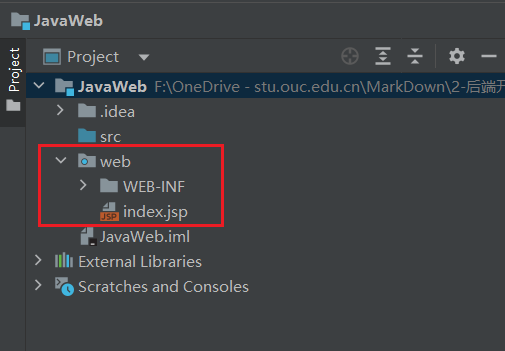 JavaWeb
Project
Project
JavaWeb F:\OneDrive - stu.ouc.edu.cn\MarkDown\2-后端开
.idea
src
web
WEB-INF
JSP index.jsp
JavaWeb.iml
External Libraries
Scratches and Consoles